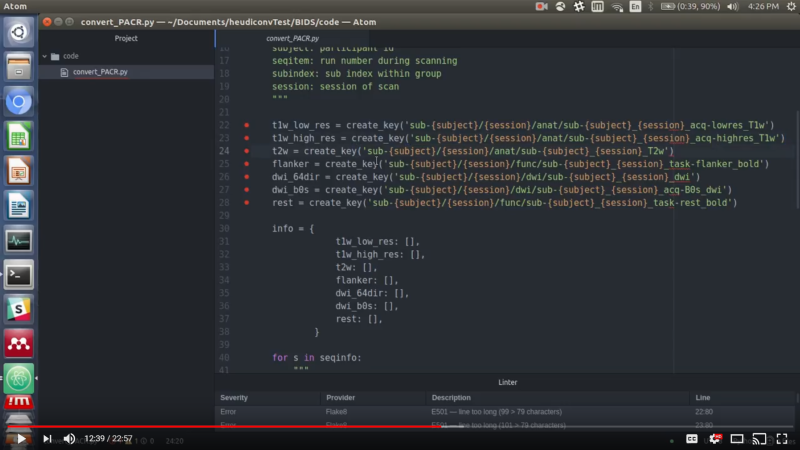 Atom
(0:39, 90%)
4:26 PM
convert_PACR.py — ~/Documents/heudiconvTest/BIDS/code — Atom
Project
convert_PACR.py
code
convert_PACR.py
16 subject: participant id
17 seqitem: run number during scanning
18 subindex: sub index within group
19 session: session of scan
20 """
21
22 t1w_low_res = create_key('sub-{subject}/{session}/anat/sub-{subject}_{session}_acq-lowres_T1w')
23 t1w_high_res = create_key('sub-{subject}/{session}/anat/sub-{subject}_{session}_acq-highres_T1w')
24 t2w = create_key('sub-{subject}/{session}/anat/sub-{subject}_{session}_T2w')
25 flanker = create_key('sub-{subject}/{session}/func/sub-{subject}_{session}_task-flanker_bold')
26 dwi_64dir = create_key('sub-{subject}/{session}/dwi/sub-{subject}_{session}_dwi')
27 dwi_b0s = create_key('sub-{subject}/{session}/dwi/sub-{subject}_{session}_acq-B0s_dwi')
28 rest = create_key('sub-{subject}/{session}/func/sub-{subject}_{session}_task-rest_bold')
29
30 info = {
31 t1w_low_res: [],
32 t1w_high_res: [],
33 t2w: [],
34 flanker: [],
35 dwi_64dir: [],
36 dwi_b0s: [],
37 rest: [],
38 }
39
40 for s in seqinfo:
41 """
Linter
Severity Provider Description Line
Error Flake8 E501 — line too long (99 > 79 characters) 22:80
Error Flake8 E501 — line too long (101 > 79 characters) 23:80
12:39 / 22:57
24:20